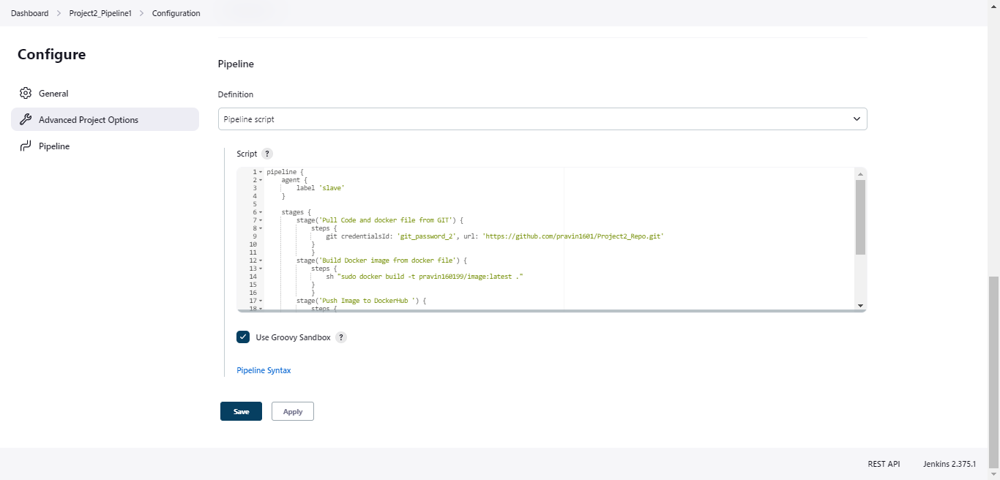 Dashboard > Project2_Pipeline1 > Configuration
Configure
General
Advanced Project Options
Pipeline
Pipeline
Definition
Pipeline script
Script ?
1 pipeline {
2 agent {
3 label 'slave'
4 }
5
6 stages {
7 stage('Pull Code and docker file from GIT') {
8 steps {
9 git credentialsId: 'git_password_2', url: 'https://github.com/pravin1601/Project2_Repo.git'
10 }
11 }
12 stage('Build Docker image from docker file') {
13 steps {
14 sh "sudo docker build -t pravin160199/image:latest ."
15 }
16 }
17 stage('Push Image to DockerHub ') {
18 steps {
Use Groovy Sandbox ?
Pipeline Syntax
Save
Apply
REST API
Jenkins 2.375.1